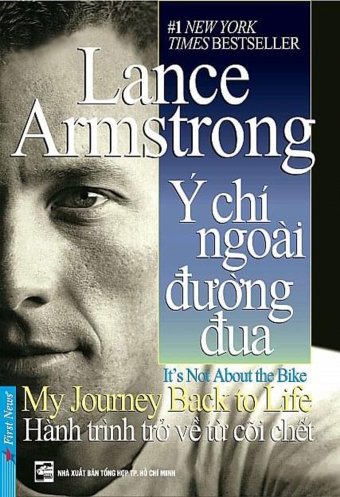 #1 NEW YORK
TIMES BESTSELLER
Lance
Armstrong
Ý chí
ngoài
đường
đua
It's Not About the Bike
My Journey Back to Life
Hành trình trở về từ cõi chết
First News
NHÀ XUẤT BẢN TỔNG HỢP TP. HỒ CHÍ MINH